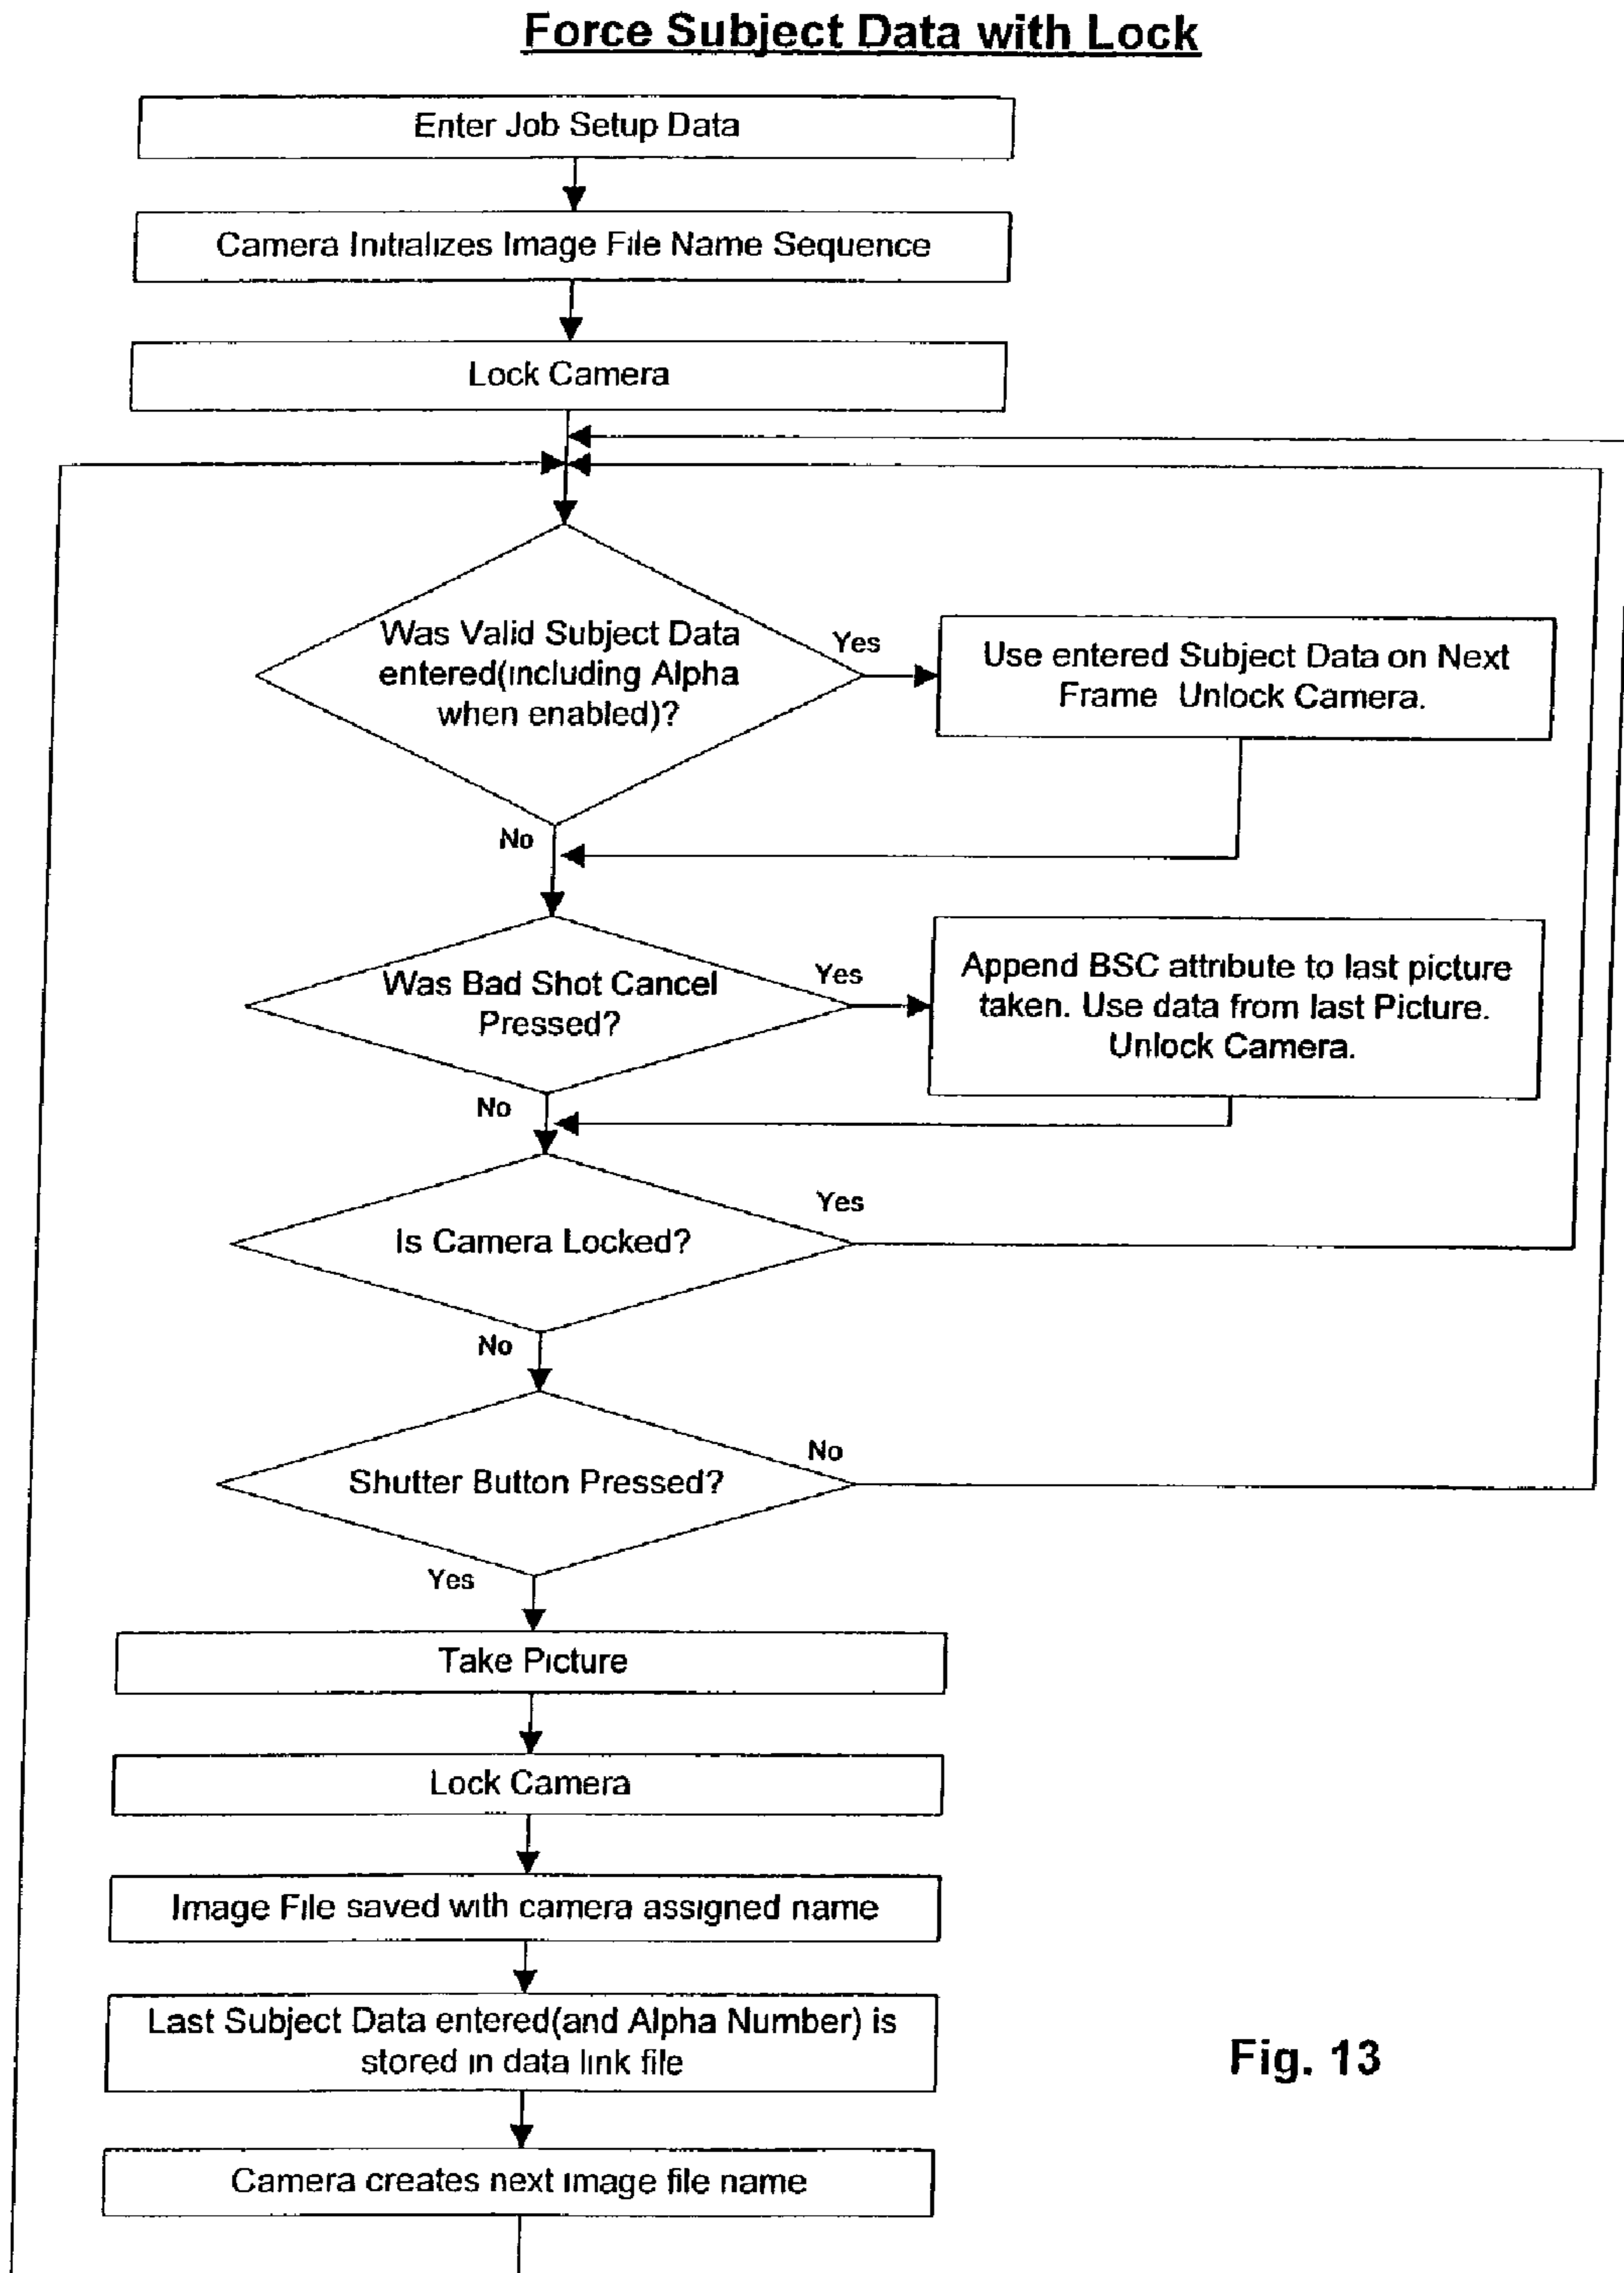 Force Subject Data with Lock
Enter Job Setup Data
Camera Initializes Image File Name Sequence
Lock Camera
Was Valid Subject Data
entered(including Alpha
when enabled)?
Yes
Use entered Subject Data on Next
Frame Unlock Camera.
No
Was Bad Shot Cancel
Pressed?
Yes
Append BSC attribute to last picture
taken. Use data from last Picture.
Unlock Camera.
No
Is Camera Locked?
Yes
No
Shutter Button Pressed?
No
Yes
Take Picture
Lock Camera
Image File saved with camera assigned name
Last Subject Data entered(and Alpha Number) is
stored in data link file
Fig. 13
Camera creates next image file name